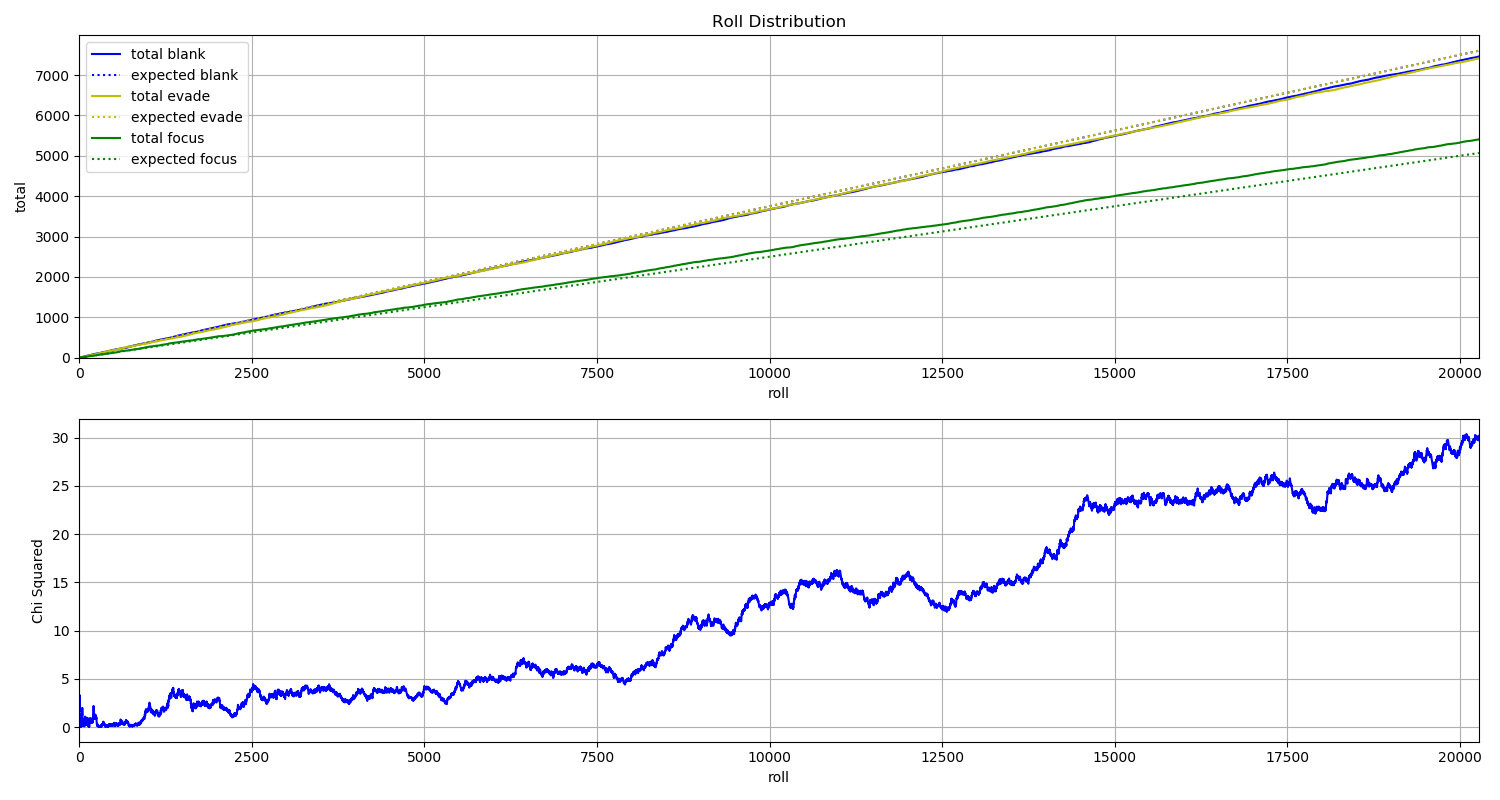 Roll Distribution
total blank
expected blank
total evade
expected evade
total focus
expected focus
total
7000
6000
5000
4000
3000
2000
1000
0
0 2500 5000 7500 10000 12500 15000 17500 20000
roll
Chi Squared
30
25
20
15
10
5
0
0 2500 5000 7500 10000 12500 15000 17500 20000
roll